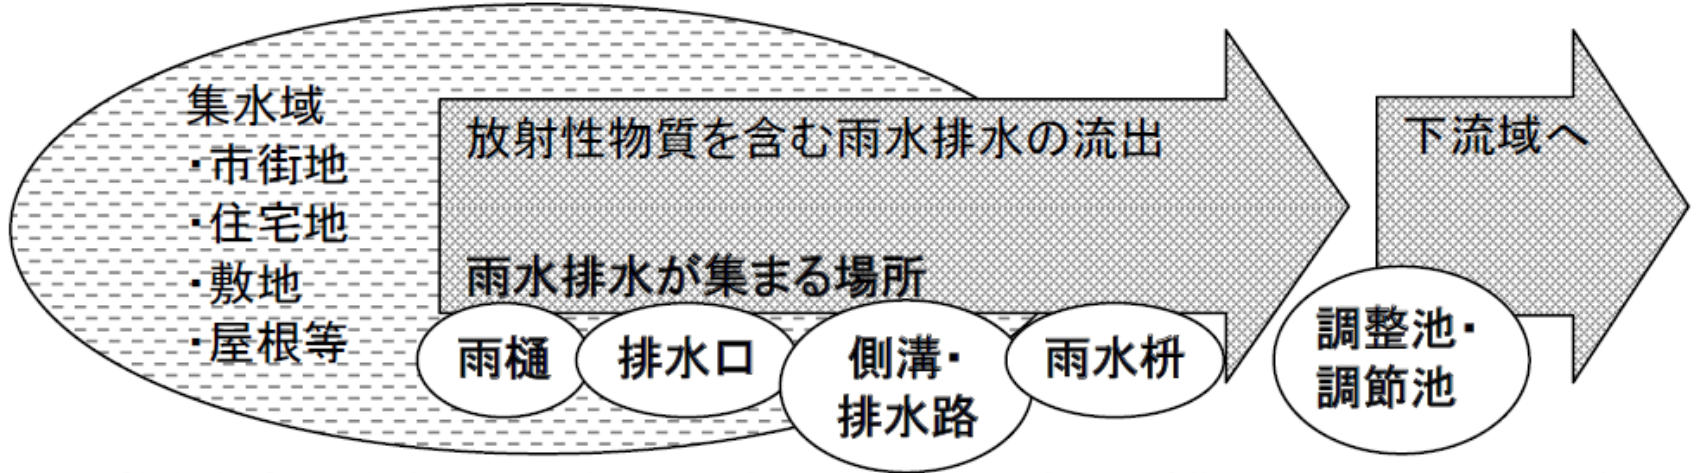 集水域
・市街地
・住宅地
・敷地
・屋根等
放射性物質を含む雨水排水の流出
雨水排水が集まる場所
雨樋
排水口
側溝・
排水路
雨水枡
調整池・
調節池
下流域へ